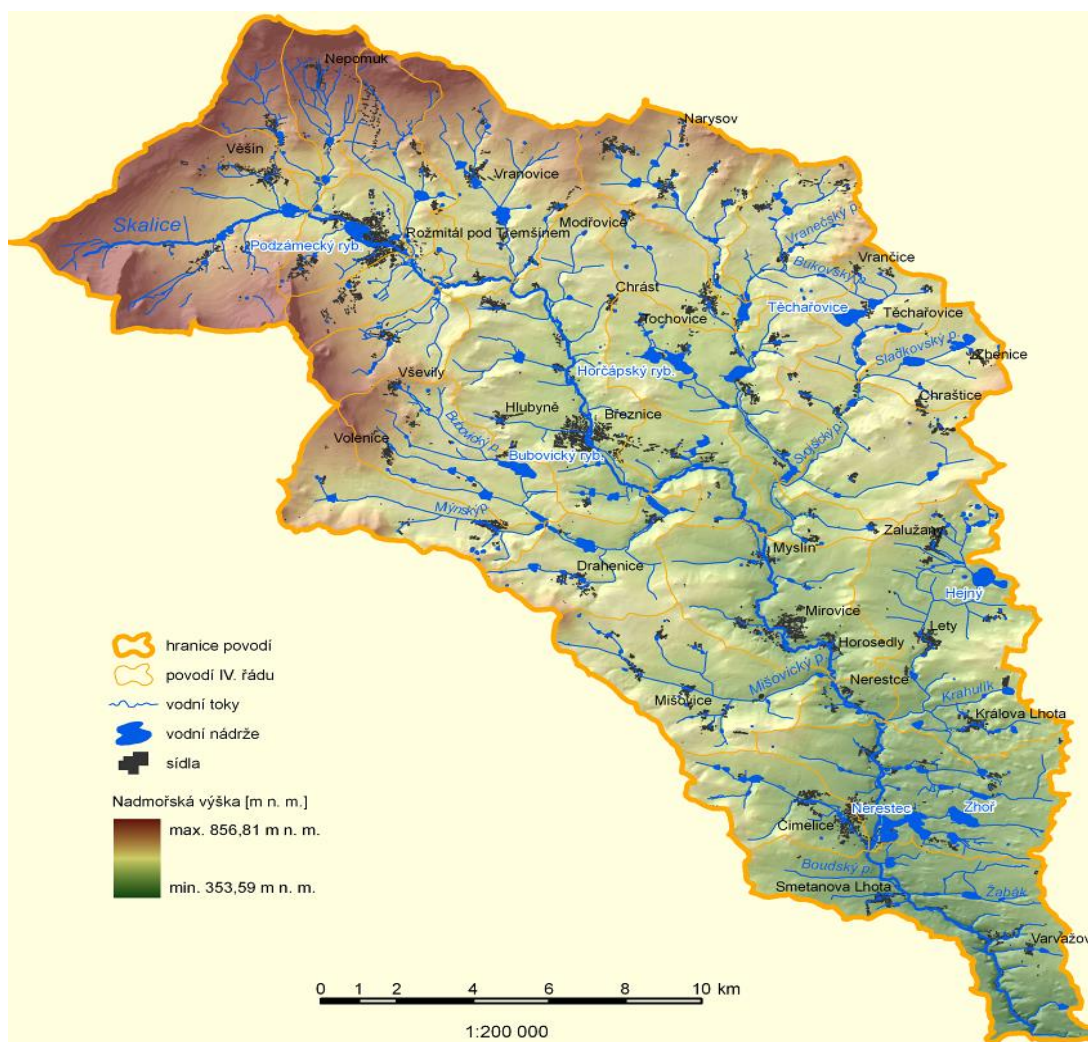 Nepomuk
Narysov
Věšín
Vranovice
Skalice
Modřovice
Vranečský p.
Rožmitál pod Třemšínem
Podzámecký ryb.
Vrančice
Bukovský p.
Chrást
Těchařovice
Těchařovice
Tochovice
Sladkovský p.
Zbenice
Horčápský ryb.
Vševily
Chraštice
Hlubyně
Březnice
Bubovický p.
Volenice
Svojšický p.
Bubovický ryb.
Mlýnský p.
Zalužany
Myslín
Drahenice
Hejný
Mirovice
Lety
hranice povodí
Horosedly
povodí IV. řádu
Mišovický p.
Nerestce
Krahulík
vodní toky
Mišovice
Králova Lhota
vodní nádrže
sídla
Nadmořská výška [m n. m.]
Nerestec
Žhoř
max. 856,81 m n. m.
Čimelice
Boudský p.
min. 353,59 m n. m.
Smetanova Lhota
Žabák
Varvažov
0 1 2 4 6 8 10 km
1:200 000